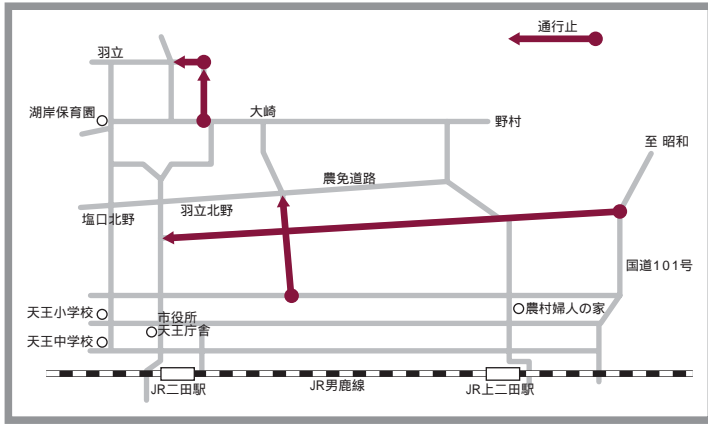 通行止
羽立
湖岸保育園
大崎
野村
至 昭和
農免道路
塩口北野
羽立北野
国道101号
天王小学校
市役所
天王庁舎
農村婦人の家
天王中学校
JR二田駅
JR男鹿線
JR上二田駅